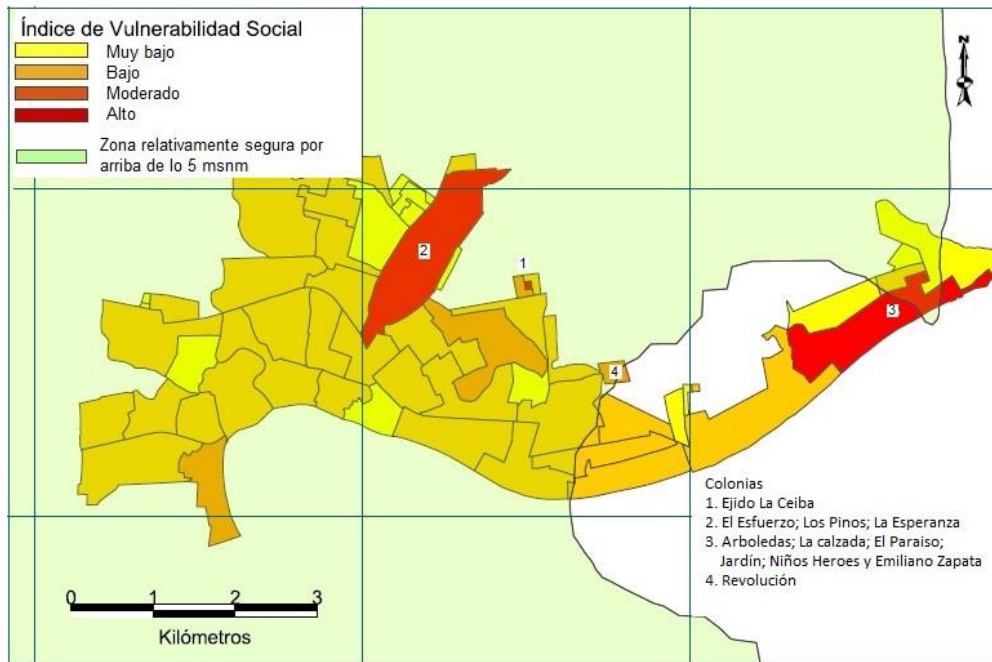 Índice de Vulnerabilidad Social
Muy bajo
Bajo
Moderado
Alto
Zona relativamente segura por
arriba de lo 5 msnm
N
2
1
3
4
Colonias
1. Ejido La Ceiba
2. El Esfuerzo; Los Pinos; La Esperanza
3. Arboledas; La calzada; El Paraiso;
Jardín; Niños Heroes y Emiliano Zapata
4. Revolución
0 1 2 3
Kilómetros